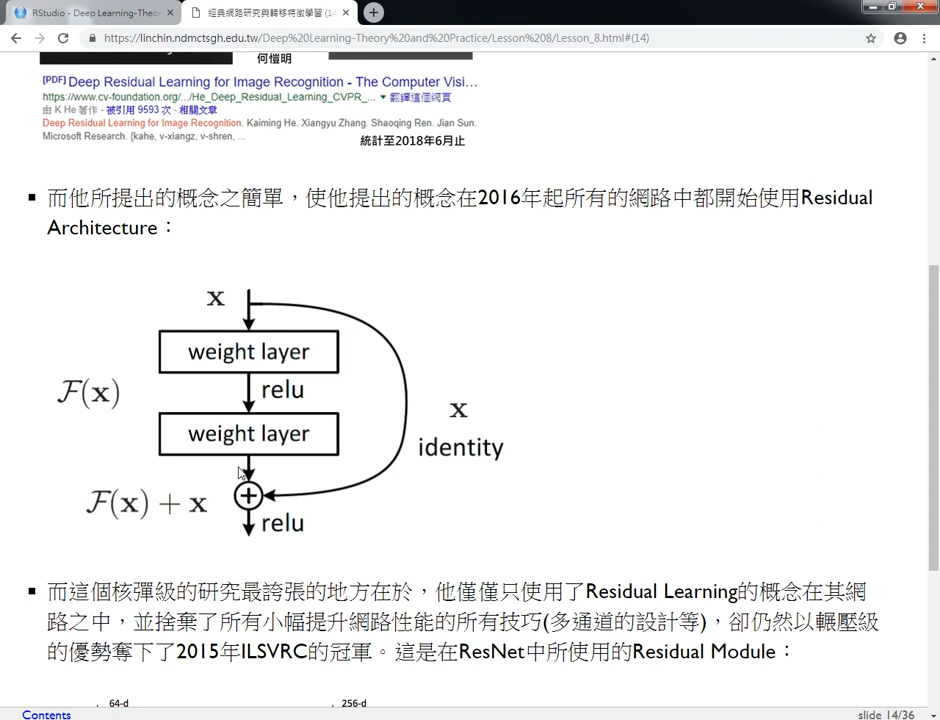 RStudio - Deep Learning-Theo
經典網路研究與轉移特徵學習 (14
https://linchin.ndmctsgh.edu.tw/Deep%20Learning-Theory%20and%20Practice/Lesson%208/Lesson_8.html#(14)
何愷明
[PDF] Deep Residual Learning for Image Recognition - The Computer Visi...
https://www.cv-foundation.org/.../He_Deep_Residual_Learning_CVPR_... 翻譯這個網頁
由 K He 著作 - 被引用 9593 次 - 相關文章
Deep Residual Learning for Image Recognition. Kaiming He. Xiangyu Zhang. Shaoqing Ren. Jian Sun.
Microsoft Research. {kahe, v-xiangz, v-shren, ...
統計至2018年6月止
而他所提出的概念之簡單，使他提出的概念在2016年起所有的網路中都開始使用Residual
Architecture：
x
weight layer
relu
F(x)
weight layer
x
identity
F(x) + x
relu
而這個核彈級的研究最誇張的地方在於，他僅僅只使用了Residual Learning的概念在其網
路之中，並捨棄了所有小幅提升網路性能的所有技巧(多通道的設計等)，卻仍然以輾壓級
的優勢奪下了2015年ILSVRC的冠軍。這是在ResNet中所使用的Residual Module：
64-d
256-d
Contents
slide 14/36